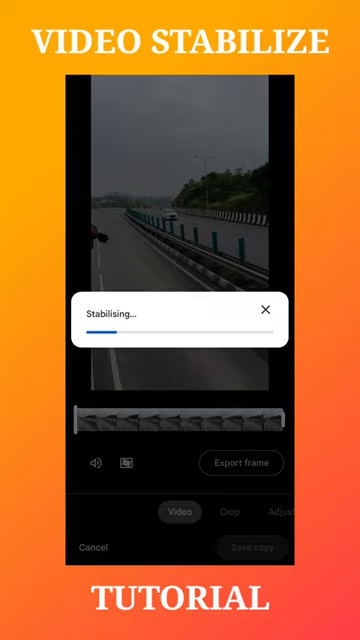 VIDEO STABILIZE
Stabilising...
Export frame
Video Crop Adjust
Cancel Save copy
TUTORIAL